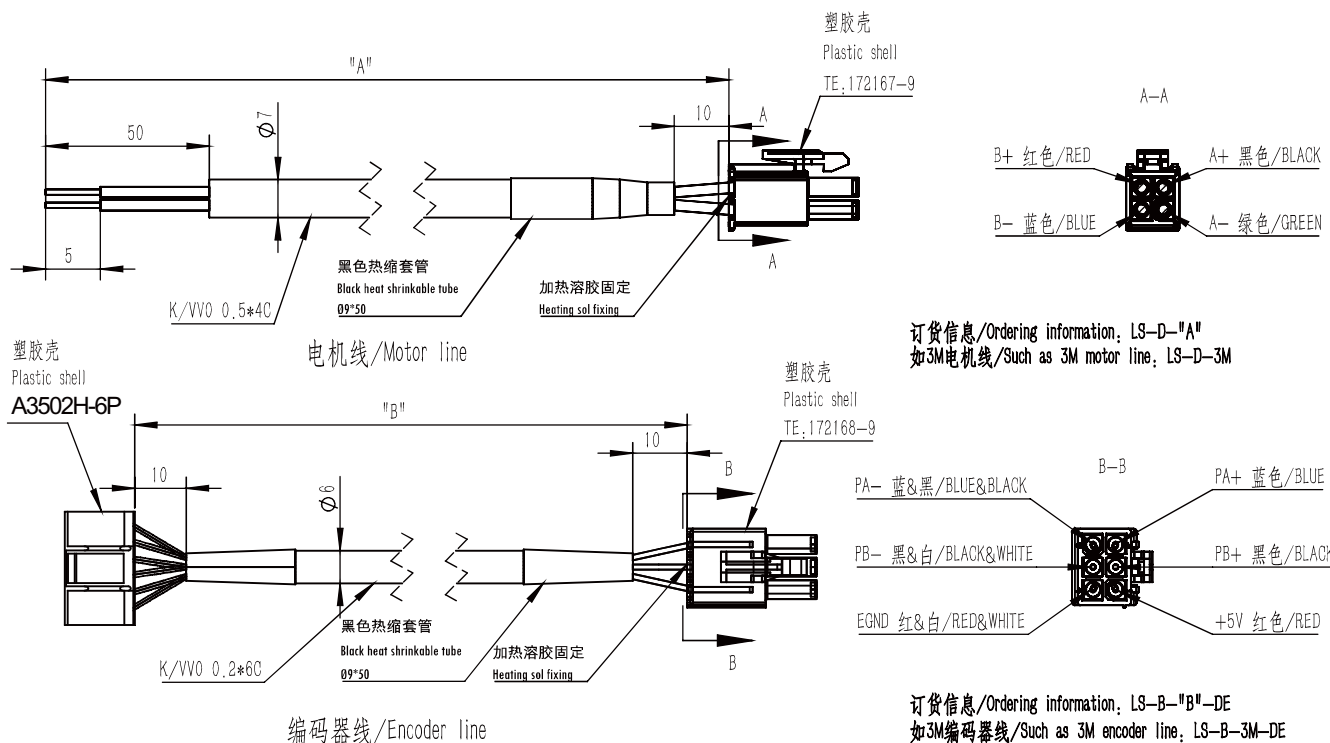 塑胶壳
Plastic shell
TE:172167-9
"A"
50
Φ7
10
A
A-A
B+ 红色/RED
A+ 黑色/BLACK
B- 蓝色/BLUE
A- 绿色/GREEN
5
A
K/VVO 0.5*4C
黑色热缩套管
Black heat shrinkable tube
Ø9*50
加热溶胶固定
Heating sol fixing
电机线/Motor line
订货信息/Ordering information: LS-D-"A"
如3M电机线/Such as 3M motor line: LS-D-3M
塑胶壳
Plastic shell
A3502H-6P
塑胶壳
Plastic shell
TE:172168-9
"B"
10
Φ6
10
B
B-B
PA- 蓝&黑/BLUE&BLACK
PA+ 蓝色/BLUE
PB- 黑&白/BLACK&WHITE
PB+ 黑色/BLACK
EGND 红&白/RED&WHITE
+5V 红色/RED
B
K/VVO 0.2*6C
黑色热缩套管
Black heat shrinkable tube
Ø9*50
加热溶胶固定
Heating sol fixing
编码器线/Encoder line
订货信息/Ordering information: LS-B-"B"-DE
如3M编码器线/Such as 3M encoder line: LS-B-3M-DE